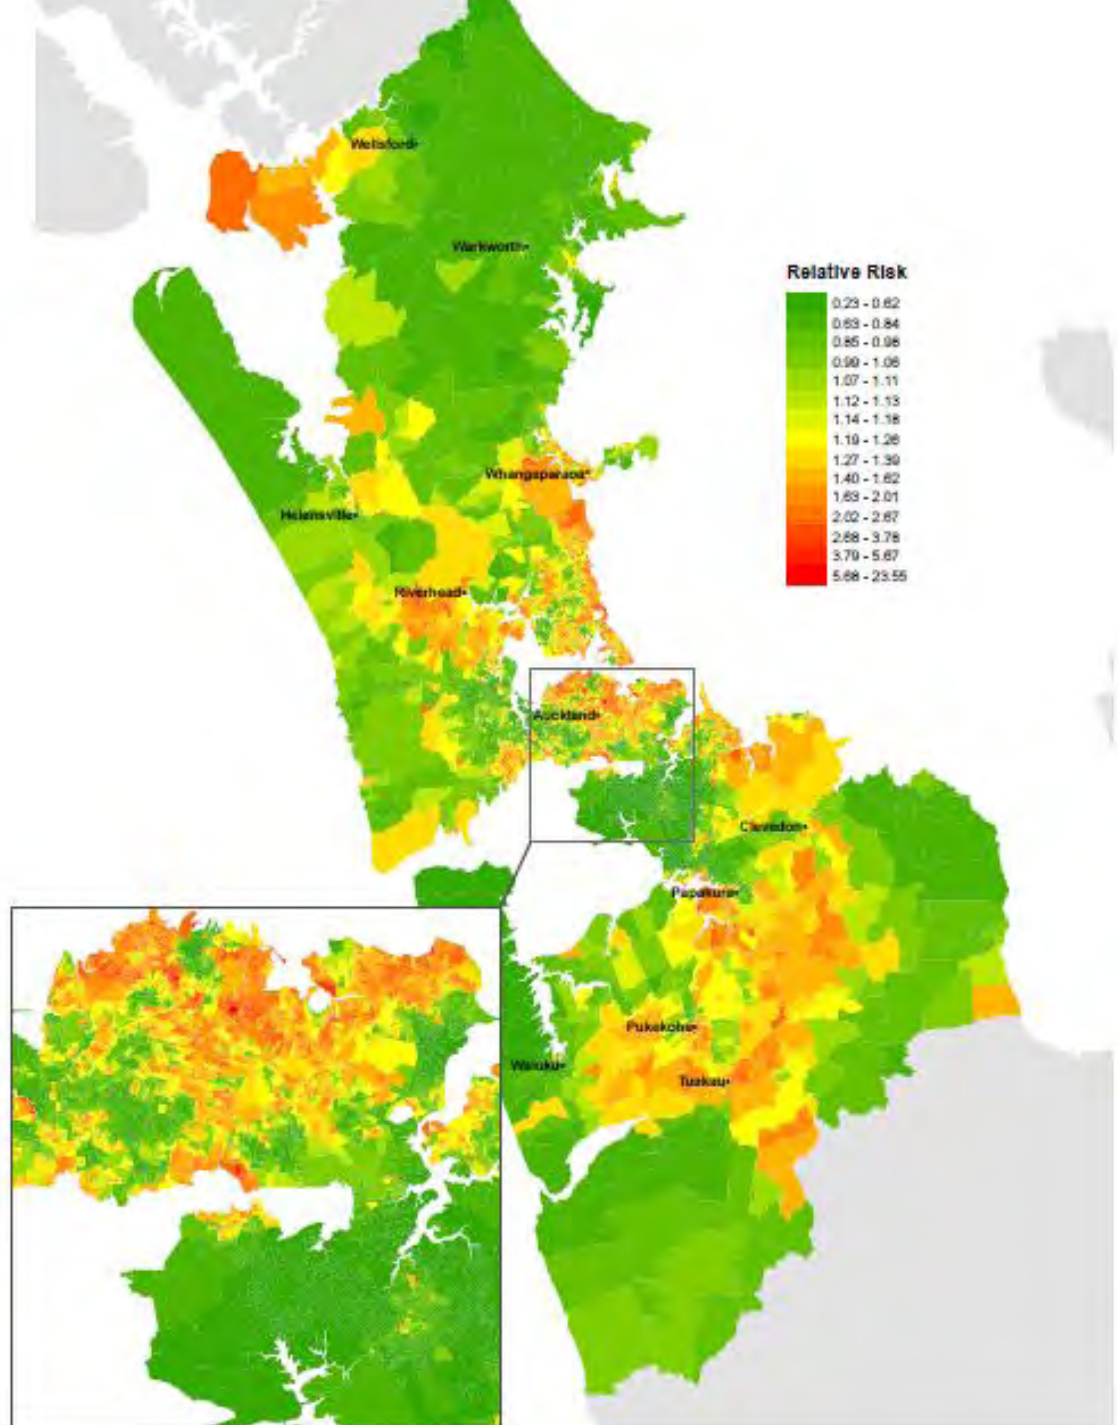 Wellsford
Warkworth
Relative Risk
0.23 - 0.62
0.63 - 0.84
0.85 - 0.98
0.99 - 1.06
1.07 - 1.11
1.12 - 1.13
1.14 - 1.18
1.19 - 1.26
1.27 - 1.39
1.40 - 1.62
1.63 - 2.01
2.02 - 2.67
2.68 - 3.78
3.79 - 5.67
5.68 - 23.55
Whangaparaoa
Helensville
Riverhead
Auckland
Clevedon
Papakura
Pukekohe
Waiuku
Tuakau